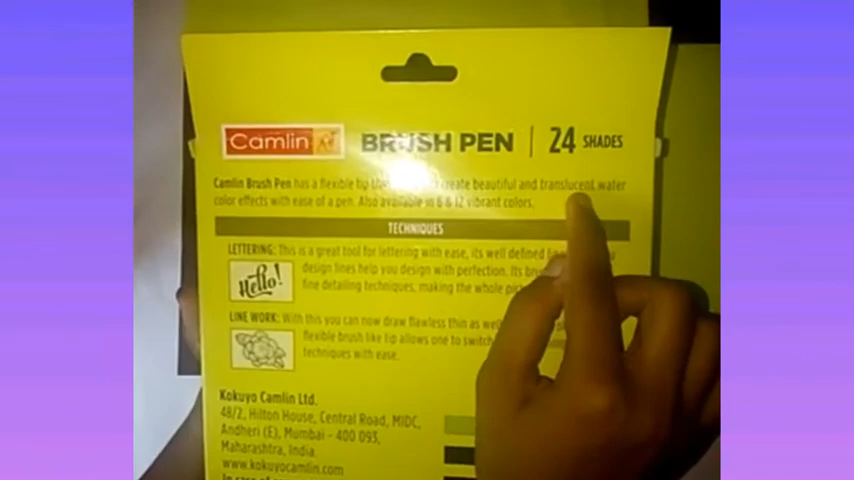 Camlin
BRUSH PEN | 24 SHADES
Camlin Brush Pen has a flexible tip create beautiful and translucent water
color effects with ease of a pen. Also available in 6 & 12 vibrant colors.
TECHNIQUES
LETTERING: This is a great tool for lettering with ease, its well defined
design lines help you design with perfection. Its
fine detailing techniques, making the whole
Hello!
LINE WORK: With this you can now draw flawless thin as
flexible brush like tip allows one to switch
techniques with ease.
Kokuyo Camlin Ltd.
48/2, Hilton House, Central Road, MIDC,
Andheri (E), Mumbai - 400 093,
Maharashtra, India.
www.kokuyocamlin.com
In case of